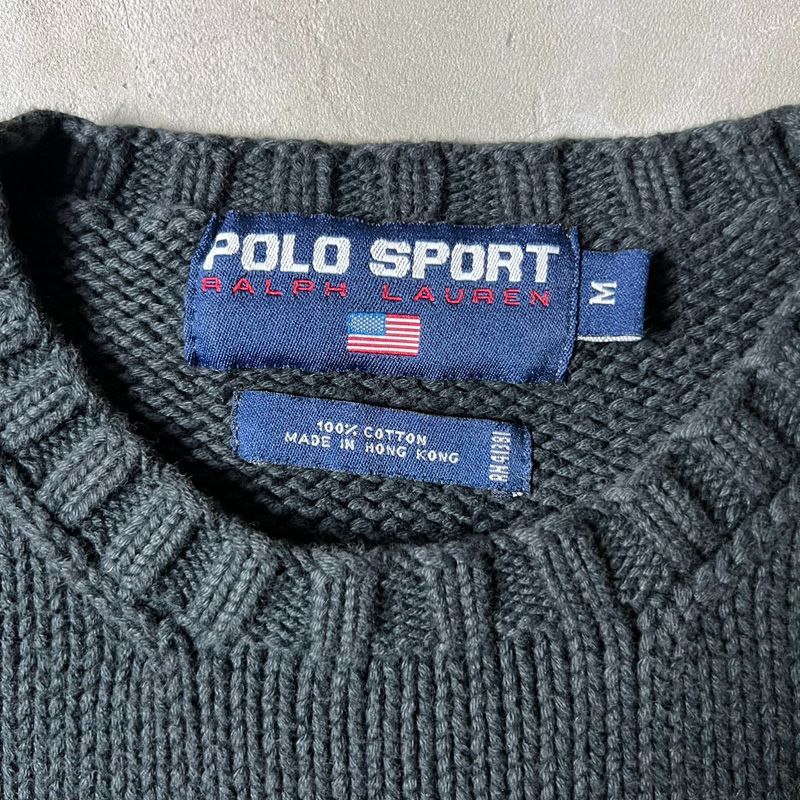 POLO SPORT
RALPH LAUREN
M
100% COTTON
MADE IN HONG KONG